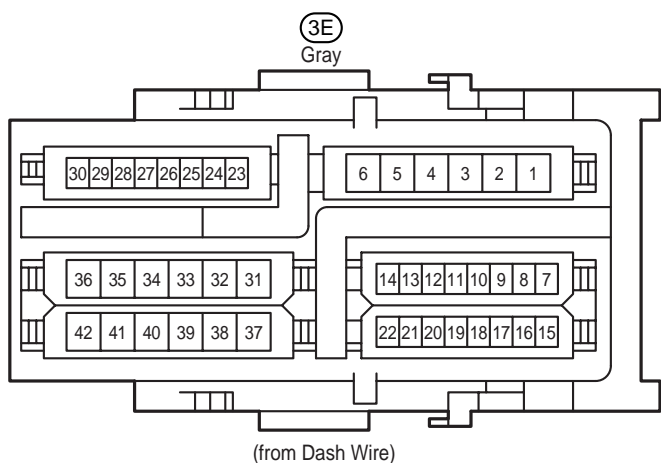 3E
Gray
30 29 28 27 26 25 24 23 6 5 4 3 2 1
36 35 34 33 32 31 14 13 12 11 10 9 8 7
42 41 40 39 38 37 22 21 20 19 18 17 16 15
(from Dash Wire)